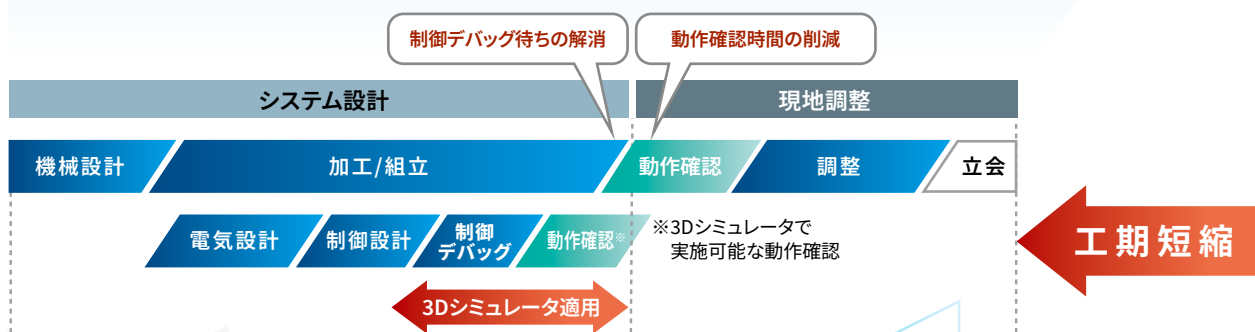 制御デバッグ待ちの解消
動作確認時間の削減
システム設計
現地調整
機械設計
加工/組立
動作確認
調整
立会
電気設計
制御設計
制御
デバッグ
動作確認※
※3Dシミュレータで
実施可能な動作確認
工期短縮
3Dシミュレータ適用